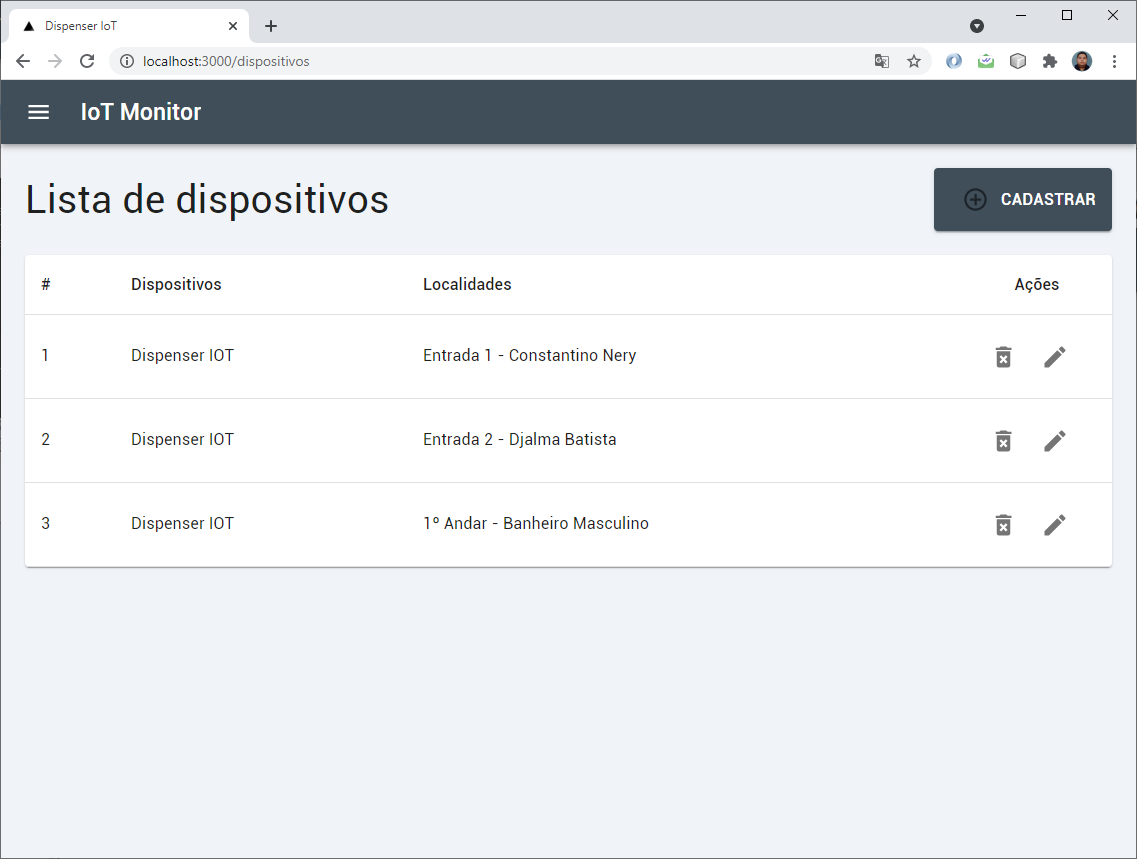 Dispenser IoT
localhost:3000/dispositivos
IoT Monitor
Lista de dispositivos
CADASTRAR
# Dispositivos Localidades Ações
1 Dispenser IOT Entrada 1 - Constantino Nery
2 Dispenser IOT Entrada 2 - Djalma Batista
3 Dispenser IOT 1º Andar - Banheiro Masculino